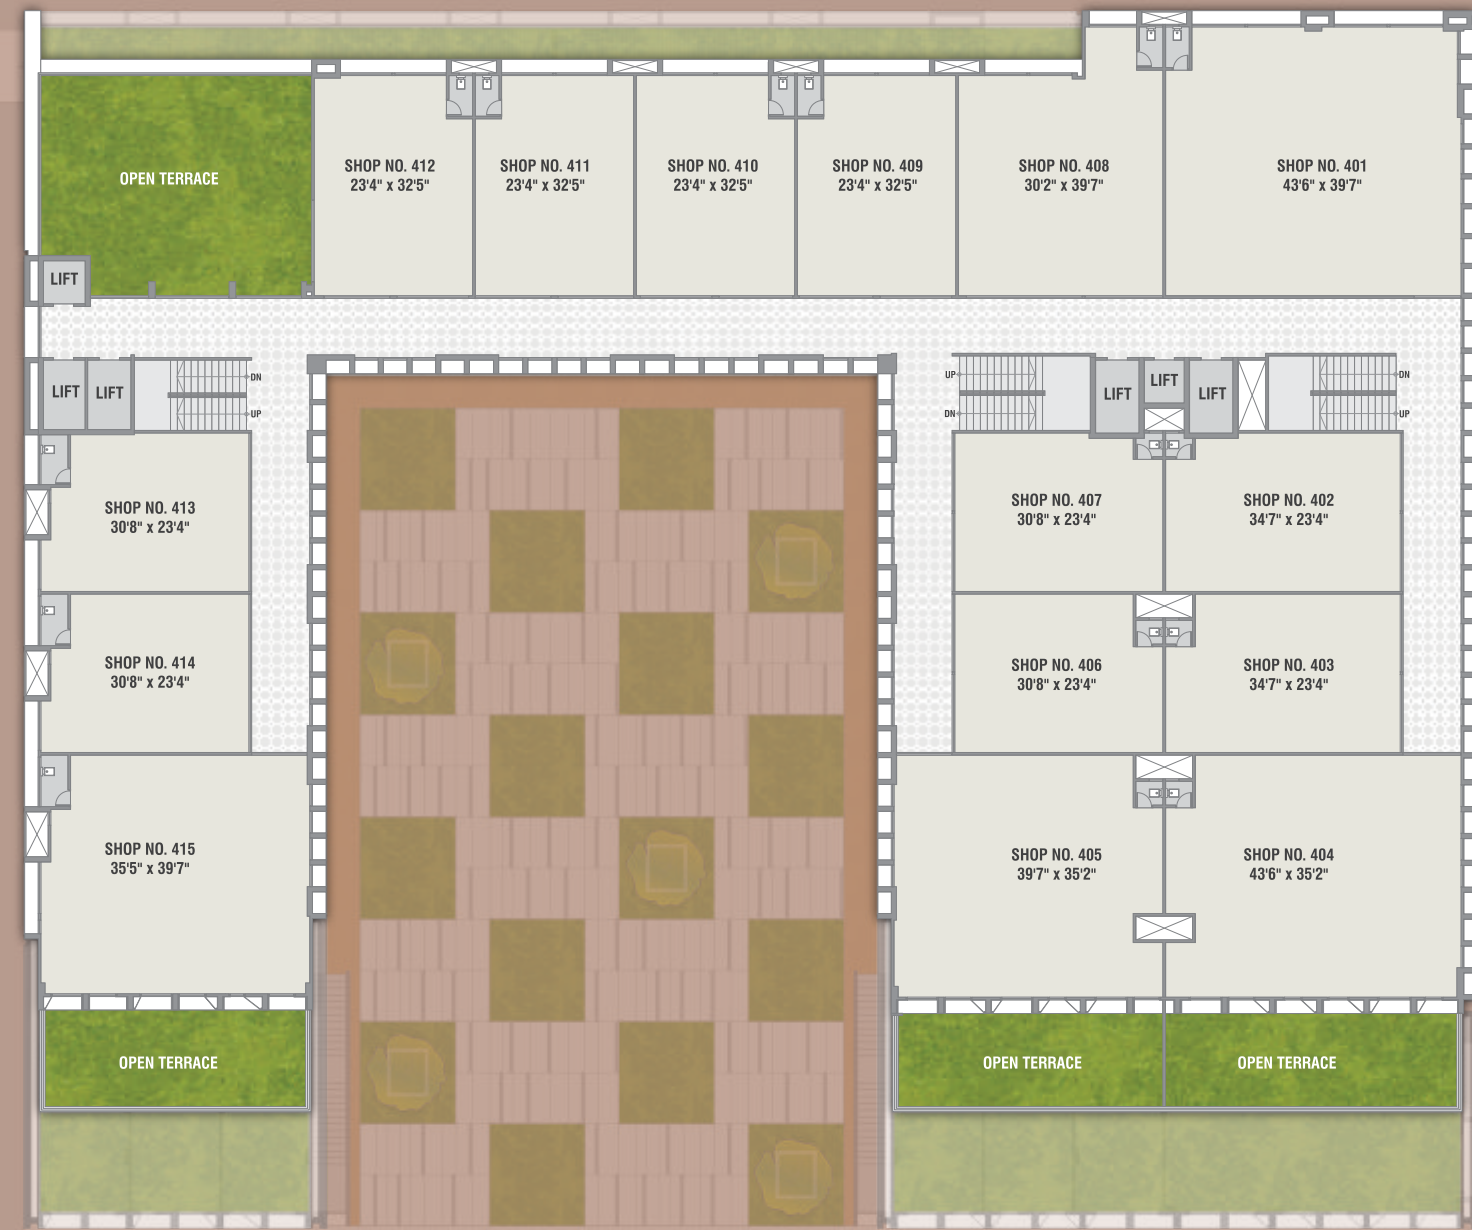 OPEN TERRACE
SHOP NO. 412
23'4" x 32'5"
SHOP NO. 411
23'4" x 32'5"
SHOP NO. 410
23'4" x 32'5"
SHOP NO. 409
23'4" x 32'5"
SHOP NO. 408
30'2" x 39'7"
SHOP NO. 401
43'6" x 39'7"
LIFT
LIFT
LIFT
DN
UP
UP
DN
LIFT
LIFT
LIFT
DN
UP
SHOP NO. 413
30'8" x 23'4"
SHOP NO. 407
30'8" x 23'4"
SHOP NO. 402
34'7" x 23'4"
SHOP NO. 414
30'8" x 23'4"
SHOP NO. 406
30'8" x 23'4"
SHOP NO. 403
34'7" x 23'4"
SHOP NO. 415
35'5" x 39'7"
SHOP NO. 405
39'7" x 35'2"
SHOP NO. 404
43'6" x 35'2"
OPEN TERRACE
OPEN TERRACE
OPEN TERRACE